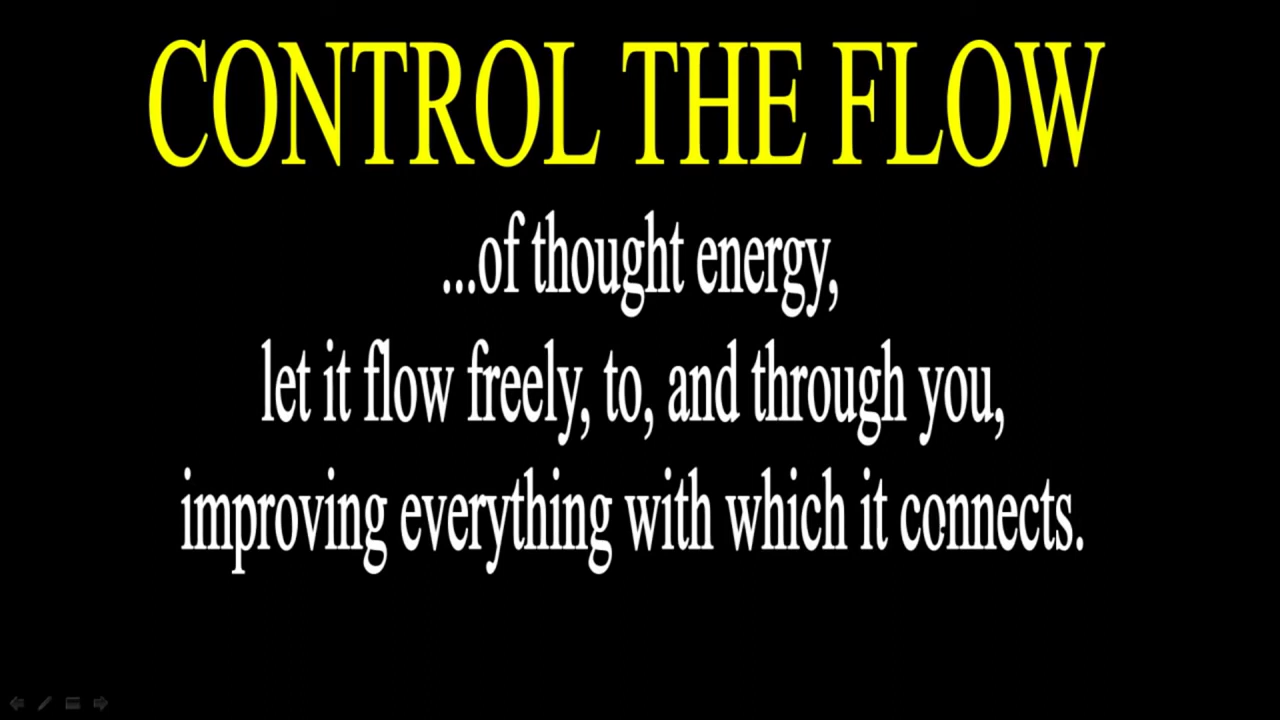 CONTROL THE FLOW
...of thought energy,
let it flow freely, to, and through you,
improving everything with which it connects.